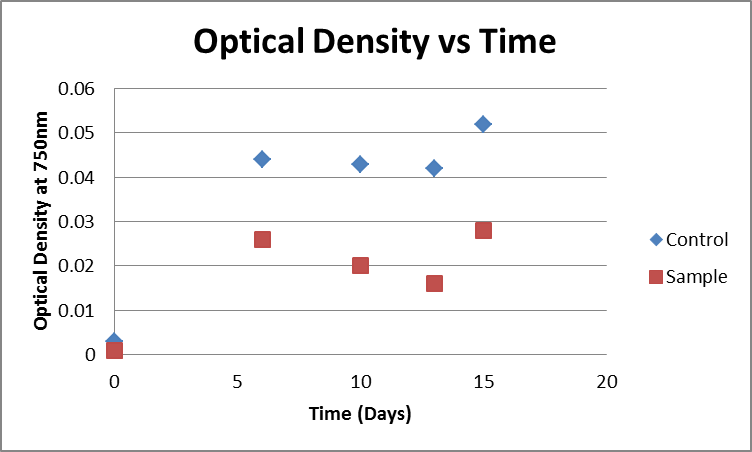 Optical Density vs Time
Optical Density at 750nm
0.06
0.05
0.04
0.03
0.02
0.01
0
0 5 10 15 20
Time (Days)
Control
Sample